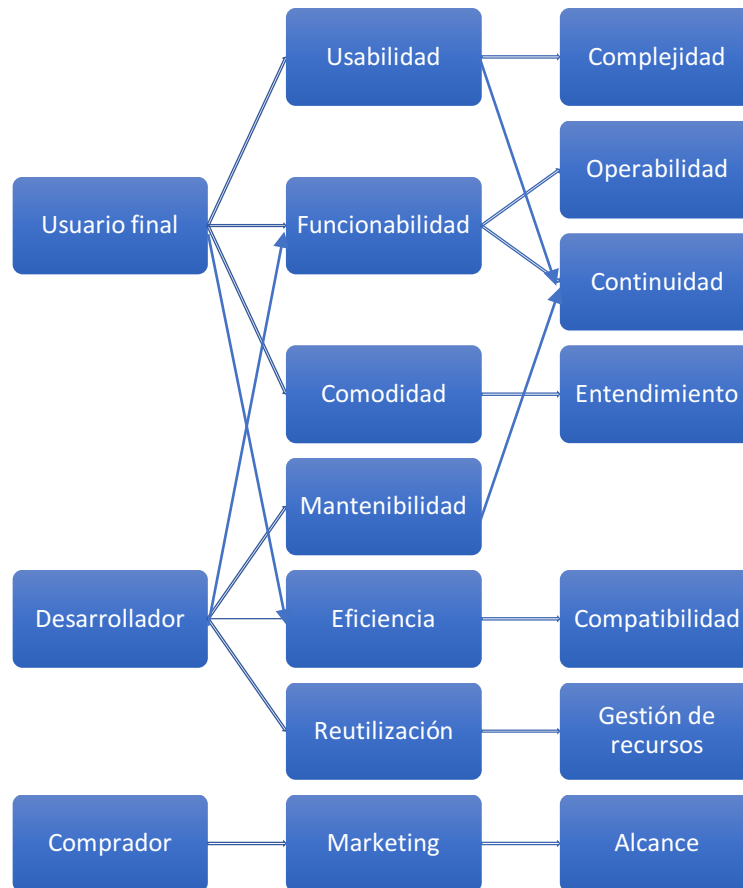 Usabilidad
Complejidad
Operabilidad
Usuario final
Funcionabilidad
Continuidad
Comodidad
Entendimiento
Mantenibilidad
Desarrollador
Eficiencia
Compatibilidad
Reutilización
Gestión de
recursos
Comprador
Marketing
Alcance